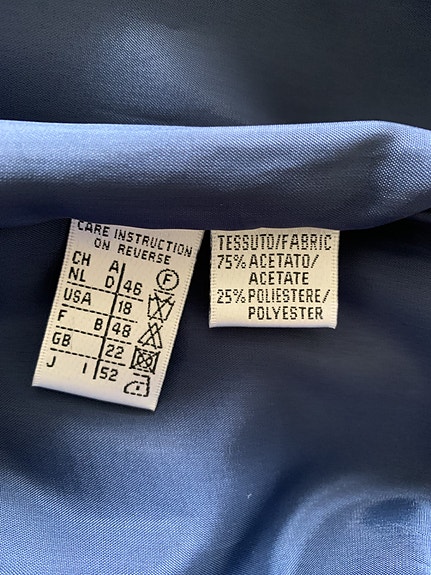 CARE INSTRUCTION
ON REVERSE
CH A
NL D 46
USA 18
F B 48
GB 22
J I 52
F
TESSUTO/FABRIC
75% ACETATO/
ACETATE
25% POLIESTERE/
POLYESTER